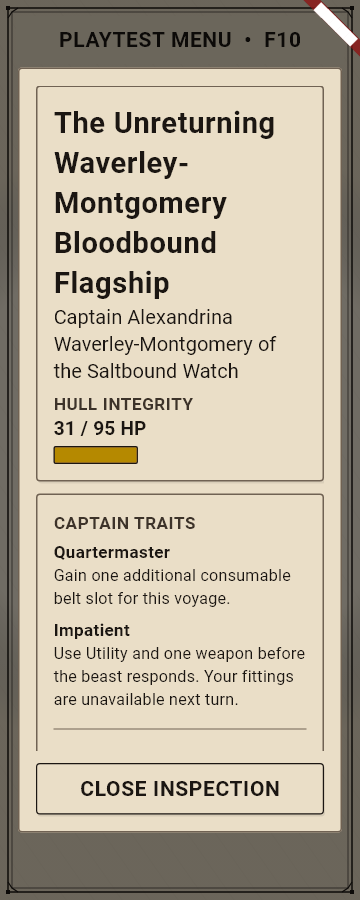 PLAYTEST MENU • F10
The Unreturning
Waverley-
Montgomery
Bloodbound
Flagship
Captain Alexandrina
Waverley-Montgomery of
the Saltbound Watch
HULL INTEGRITY
31 / 95 HP
CAPTAIN TRAITS
Quartermaster
Gain one additional consumable
belt slot for this voyage.
Impatient
Use Utility and one weapon before
the beast responds. Your fittings
are unavailable next turn.
CLOSE INSPECTION